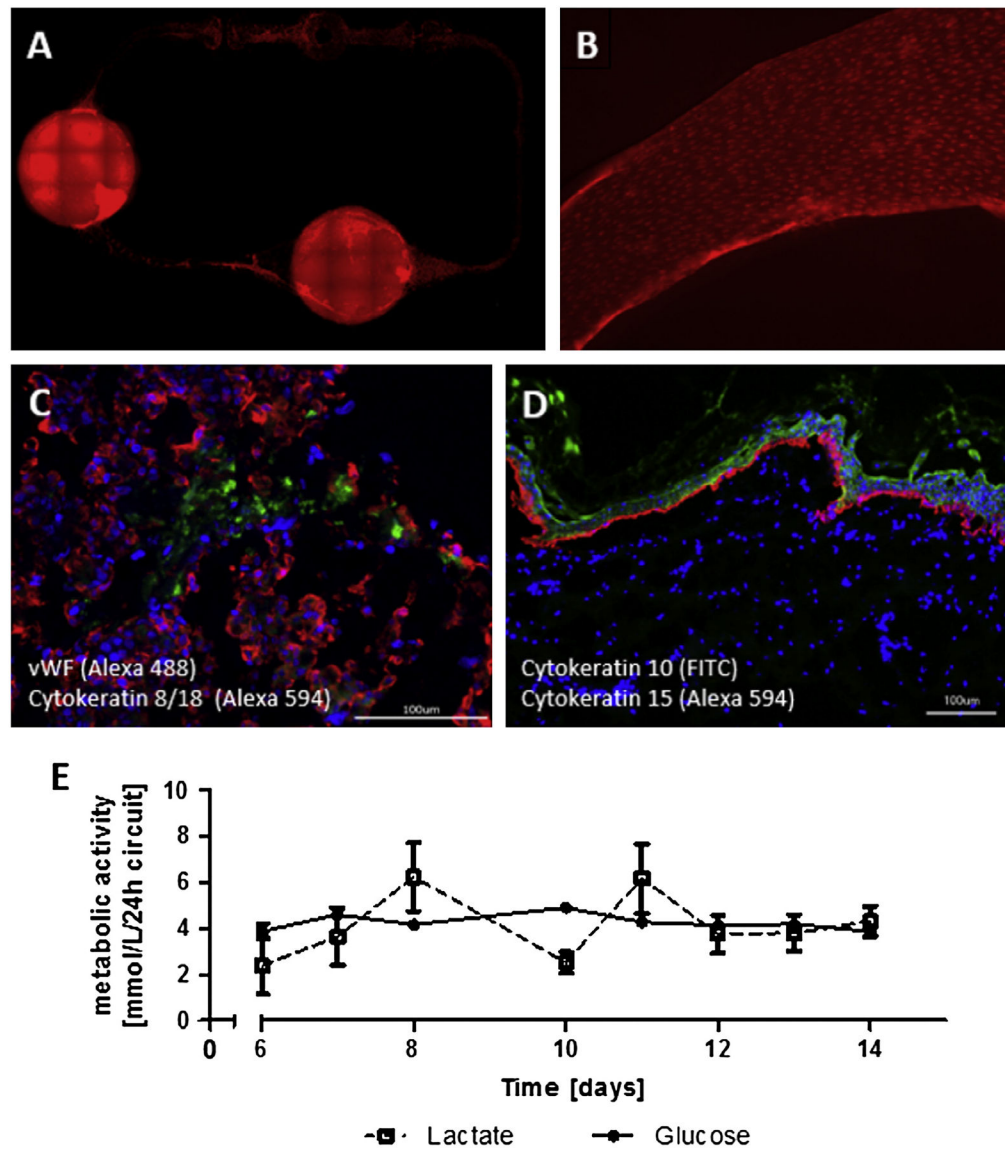 A
B
C
vWF (Alexa 488)
Cytokeratin 8/18 (Alexa 594)
100um
D
Cytokeratin 10 (FITC)
Cytokeratin 15 (Alexa 594)
100um
E
metabolic activity
[mmol/L/24h circuit]
10
8
6
4
2
0
0 6 8 10 12 14
Time [days]
Lactate Glucose